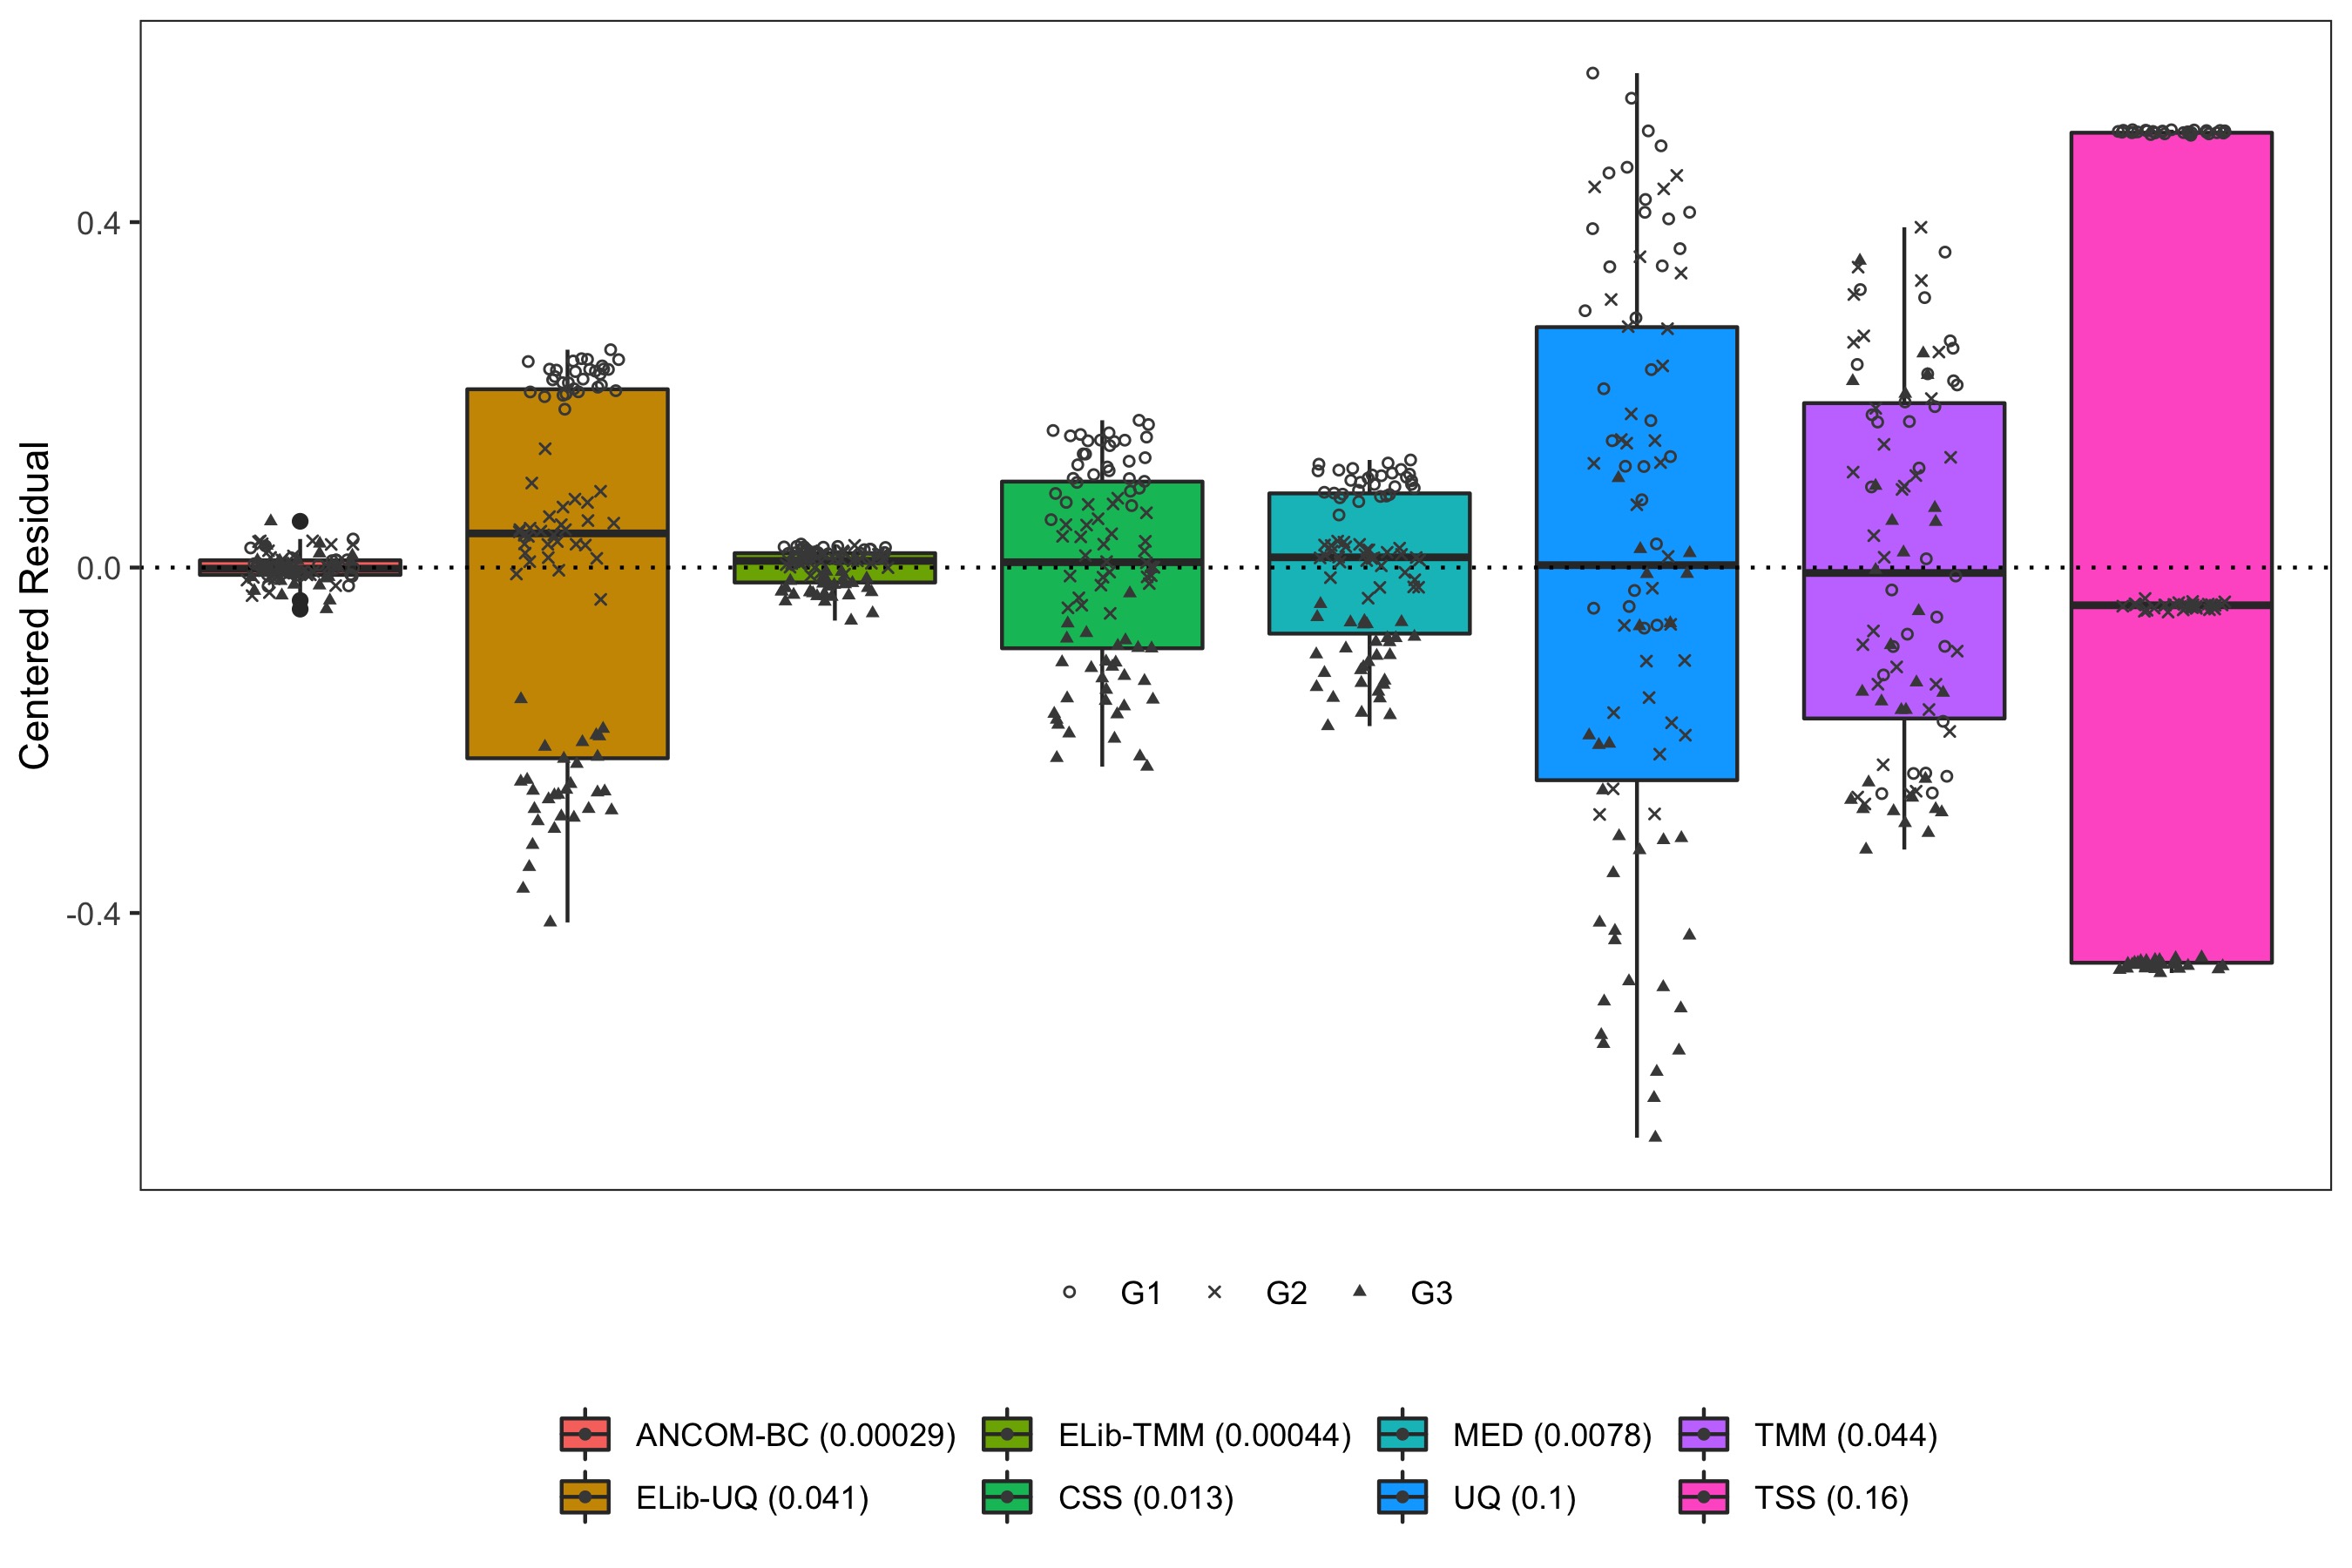 Centered Residual
0.4
0.0
-0.4
G1 G2 G3
ANCOM-BC (0.00029) ELib-TMM (0.00044) MED (0.0078) TMM (0.044)
ELib-UQ (0.041) CSS (0.013) UQ (0.1) TSS (0.16)